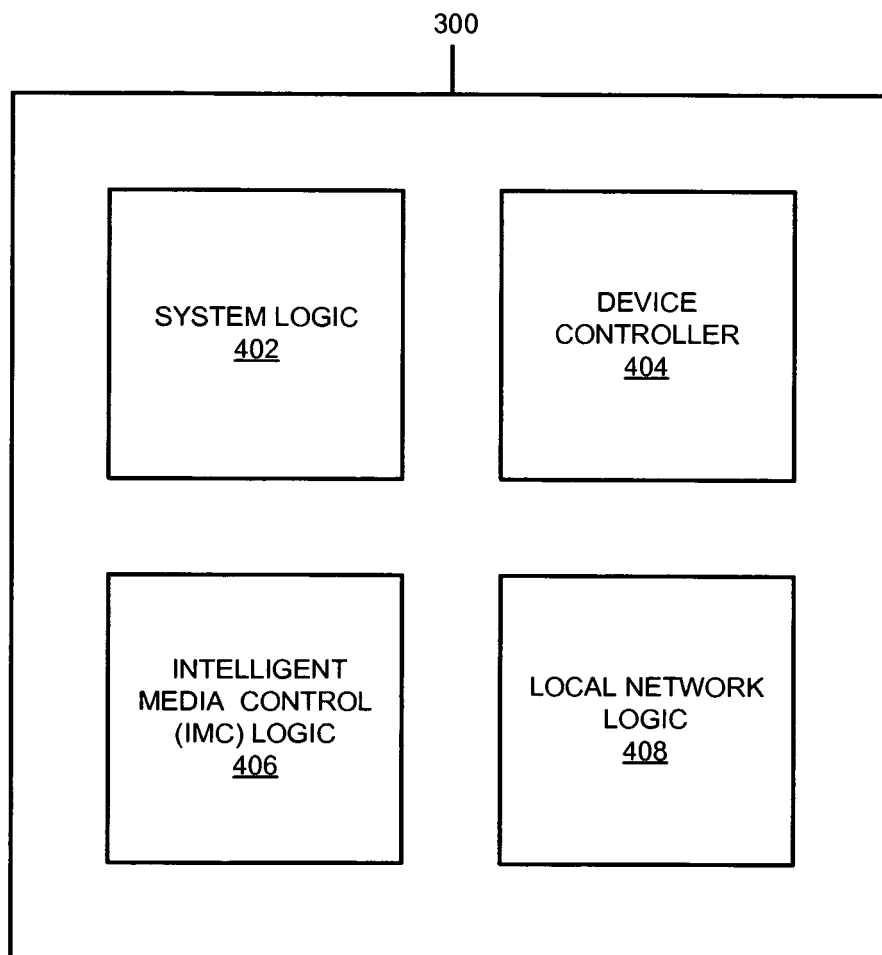 300
SYSTEM LOGIC
402
DEVICE
CONTROLLER
404
INTELLIGENT
MEDIA CONTROL
(IMC) LOGIC
406
LOCAL NETWORK
LOGIC
408